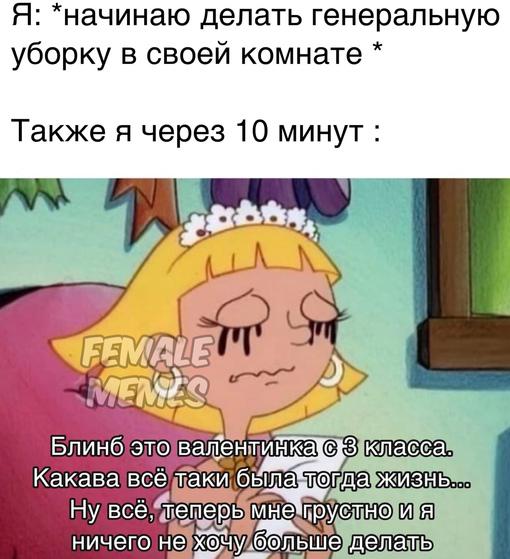 Я: *начинаю делать генеральную
уборку в своей комнате *
Также я через 10 минут :
FEMALE
MEMES
Блинб это валентинка с 3 класса.
Какава всё таки была тогда жизнь...
Ну всё, теперь мне грустно и я
ничего не хочу больше делать